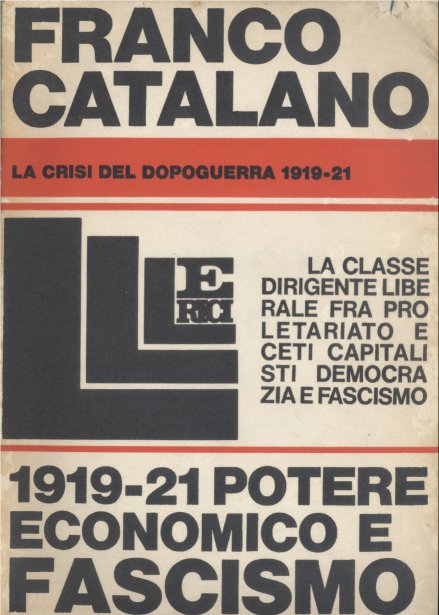 FRANCO
CATALANO
LA CRISI DEL DOPOGUERRA 1919-21
LLL E
RICI
LA CLASSE
DIRIGENTE LIBE
RALE FRA PRO
LETARIATO E
CETI CAPITALI
STI DEMOCRA
ZIA E FASCISMO
1919-21 POTERE
ECONOMICO E
FASCISMO